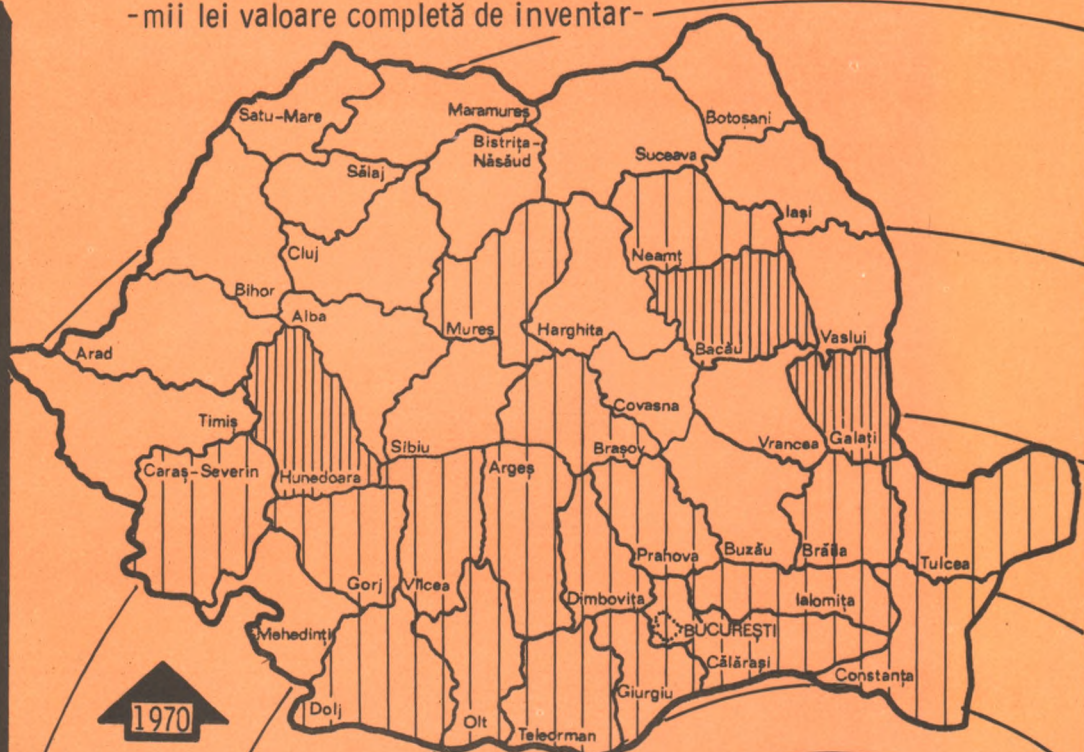 -mii lei valoare completă de inventar-
Satu-Mare
Maramureș
Botoșani
Bistrița-
Năsăud
Suceava
Sălaj
Iași
Cluj
Neamț
Bihor
Alba
Mureș
Harghita
Bacău
Vaslui
Arad
Covasna
Timiș
Sibiu
Brașov
Vrancea
Galați
Caraș-Severin
Hunedoara
Argeș
Prahova
Buzău
Brăila
Tulcea
Gorj
Vîlcea
Dîmbovița
Ialomița
Mehedinți
BUCUREȘTI
Călărași
Constanța
Giurgiu
1970
Dolj
Olt
Teleorman